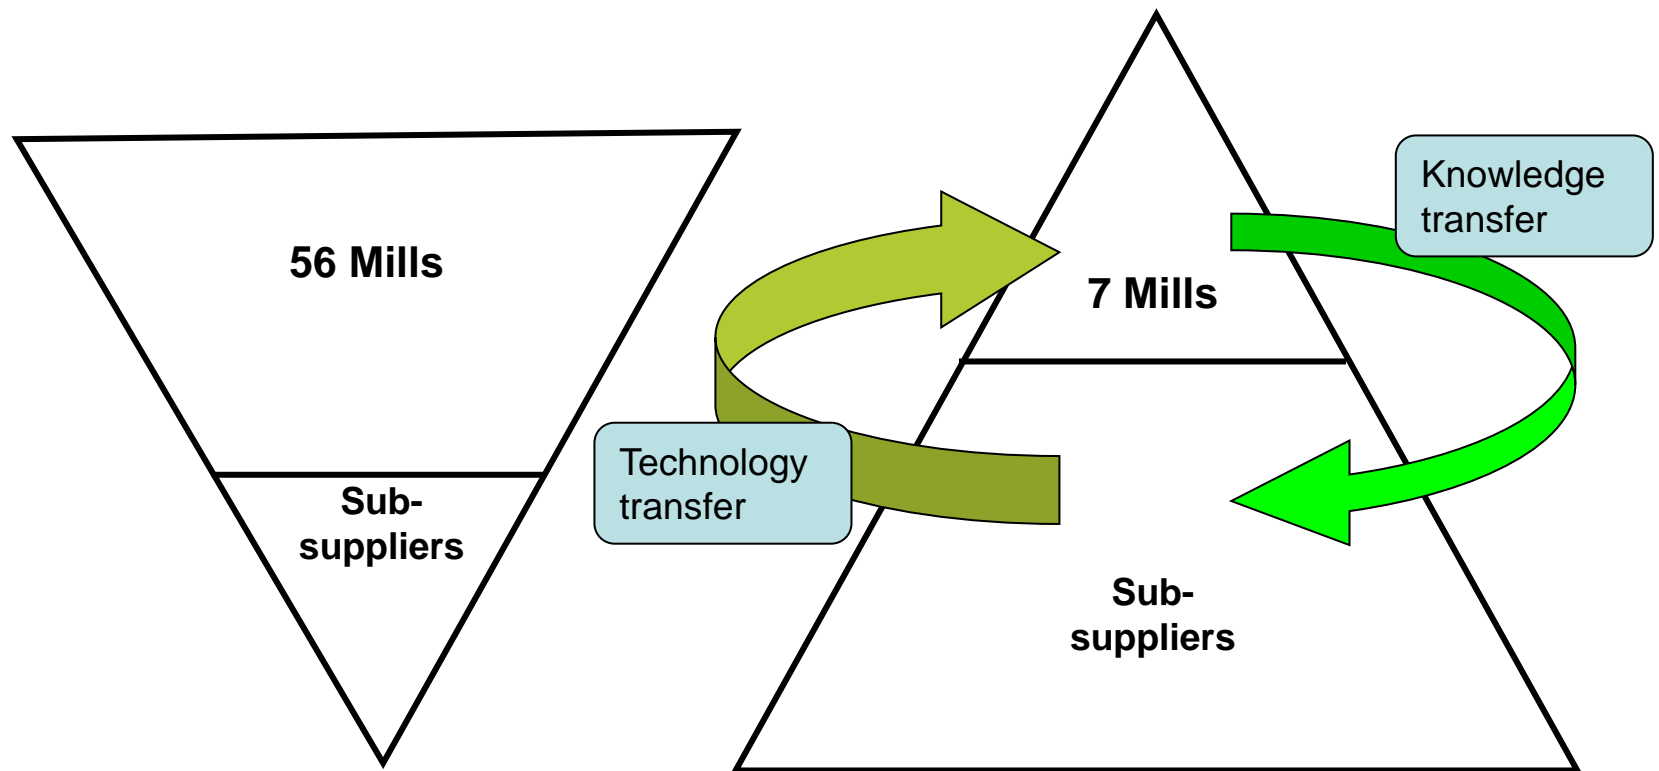 56 Mills
Sub-
suppliers
Technology
transfer
7 Mills
Knowledge
transfer
Sub-
suppliers